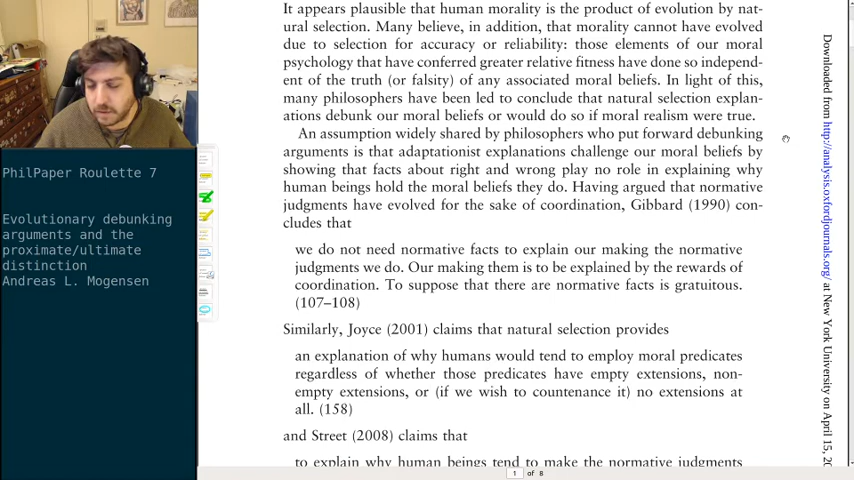 PhilPaper Roulette 7
Evolutionary debunking
arguments and the
proximate/ultimate
distinction
Andreas L. Mogensen
It appears plausible that human morality is the product of evolution by nat-
ural selection. Many believe, in addition, that morality cannot have evolved
due to selection for accuracy or reliability: those elements of our moral
psychology that have conferred greater relative fitness have done so independ-
ent of the truth (or falsity) of any associated moral beliefs. In light of this,
many philosophers have been led to conclude that natural selection explan-
ations debunk our moral beliefs or would do so if moral realism were true.
An assumption widely shared by philosophers who put forward debunking
arguments is that adaptationist explanations challenge our moral beliefs by
showing that facts about right and wrong play no role in explaining why
human beings hold the moral beliefs they do. Having argued that normative
judgments have evolved for the sake of coordination, Gibbard (1990) con-
cludes that
we do not need normative facts to explain our making the normative
judgments we do. Our making them is to be explained by the rewards of
coordination. To suppose that there are normative facts is gratuitous.
(107–108)
Similarly, Joyce (2001) claims that natural selection provides
an explanation of why humans would tend to employ moral predicates
regardless of whether those predicates have empty extensions, non-
empty extensions, or (if we wish to countenance it) no extensions at
all. (158)
and Street (2008) claims that
to explain why human beings tend to make the normative judgments
Downloaded from http://analysis.oxfordjournals.org/ at New York University on April 15, 20
1 of 8